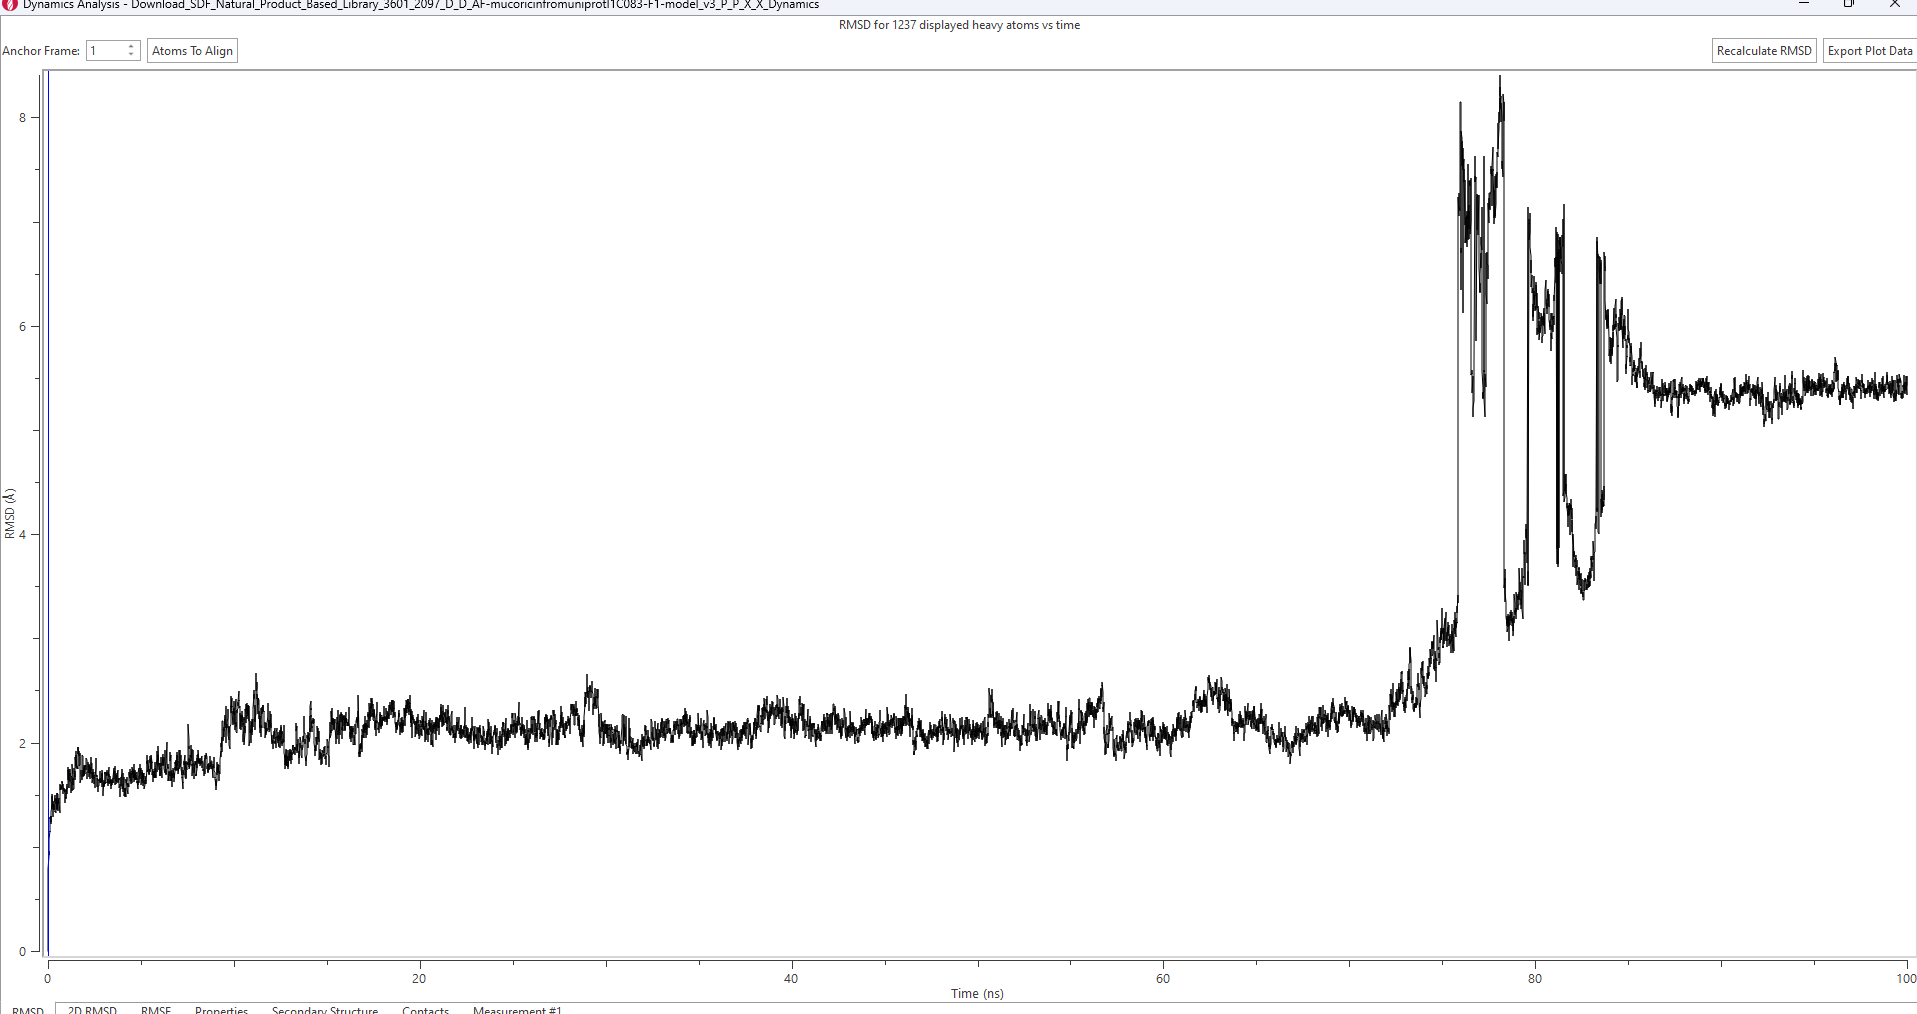 Dynamics Analysis - Download_SDF_Natural_Product_Based_Library_3601_2097_D_D_AF-mucoricinfromuniprotI1C083-F1-model_v3_P_P_X_X_Dynamics
RMSD for 1237 displayed heavy atoms vs time
Anchor Frame: 1 Atoms To Align Recalculate RMSD Export Plot Data
8
6
RMSD (Å)
4
2
0
0 20 40 60 80 100
Time (ns)
RMSD 2D RMSD RMSF Properties Secondary Structure Contacts Measurement #1